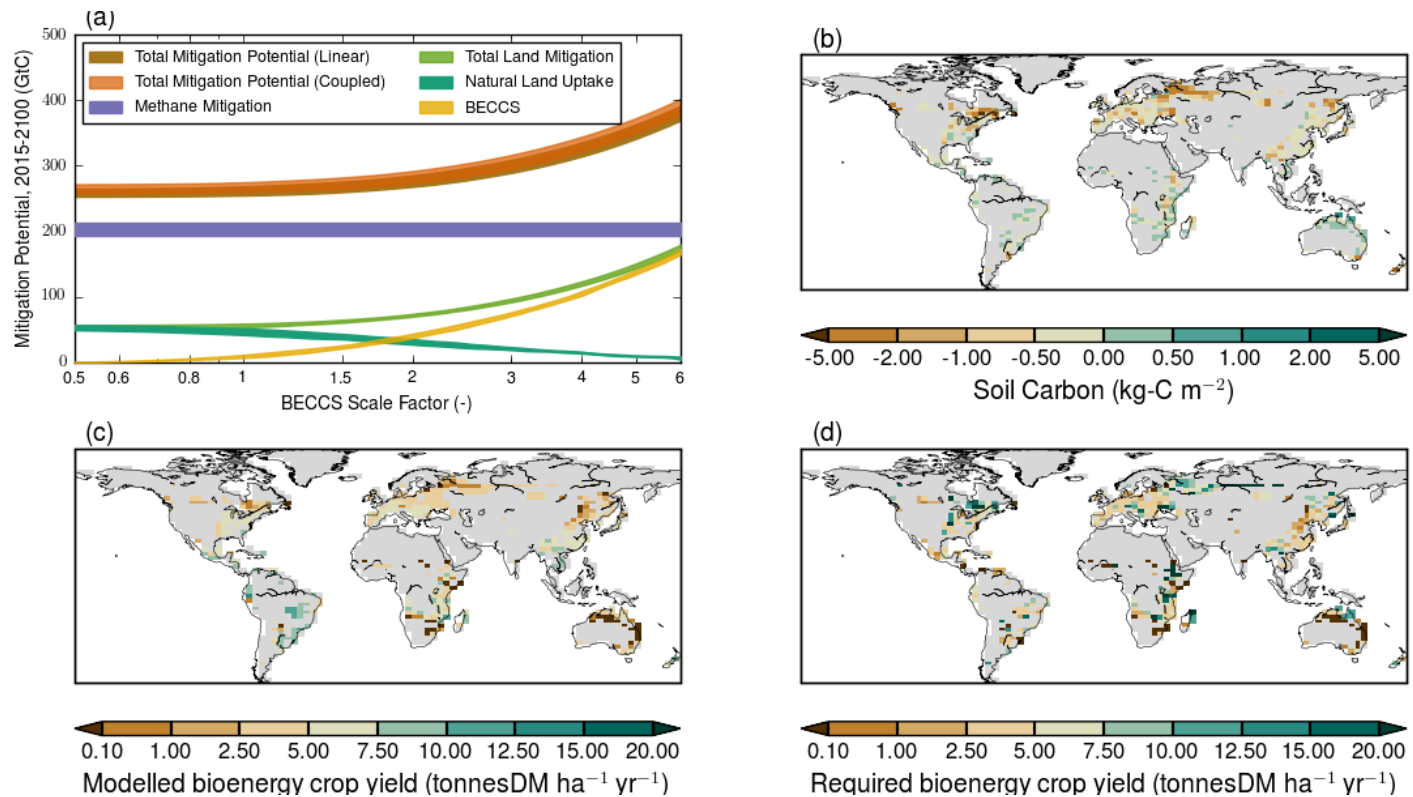 (a)
Mitigation Potential, 2015-2100 (GtC)
500
400
300
200
100
0
Total Mitigation Potential (Linear)
Total Mitigation Potential (Coupled)
Methane Mitigation
Total Land Mitigation
Natural Land Uptake
BECCS
0.5 0.6 0.8 1 1.5 2 3 4 5 6
BECCS Scale Factor (-)
(b)
-5.00 -2.00 -1.00 -0.50 0.00 0.50 1.00 2.00 5.00
Soil Carbon (kg-C m⁻²)
(c)
0.10 1.00 2.50 5.00 7.50 10.00 12.50 15.00 20.00
Modelled bioenergy crop yield (tonnesDM ha⁻¹ yr⁻¹)
(d)
0.10 1.00 2.50 5.00 7.50 10.00 12.50 15.00 20.00
Required bioenergy crop yield (tonnesDM ha⁻¹ yr⁻¹)